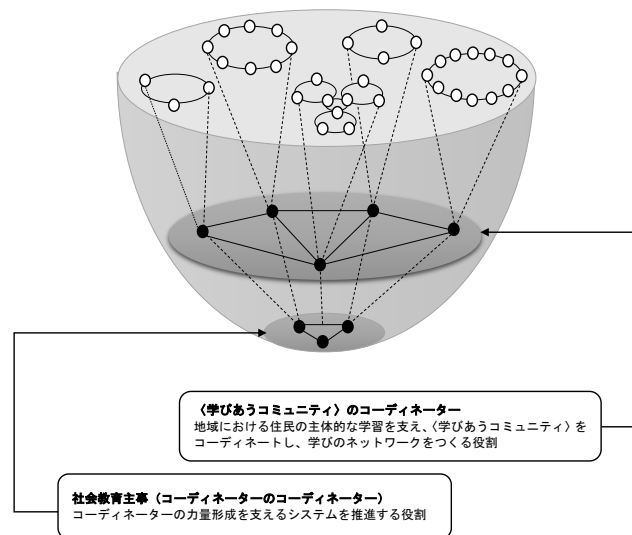 〈学びあうコミュニティ〉のコーディネーター
地域における住民の主体的な学習を支え、〈学びあうコミュニティ〉を
コーディネートし、学びのネットワークをつくる役割
社会教育主事（コーディネーターのコーディネーター）
コーディネーターの力量形成を支えるシステムを推進する役割